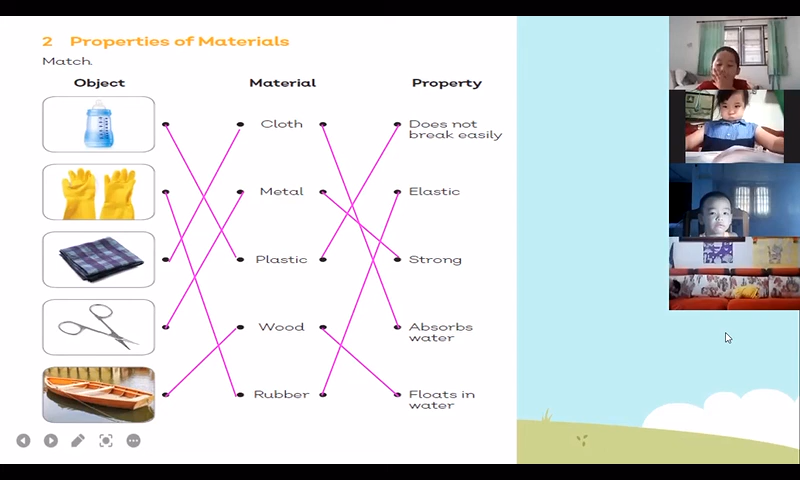 2 Properties of Materials
Match.
Object Material Property
Cloth Does not
break easily
Metal Elastic
Plastic Strong
Wood Absorbs
water
Rubber Floats in
water